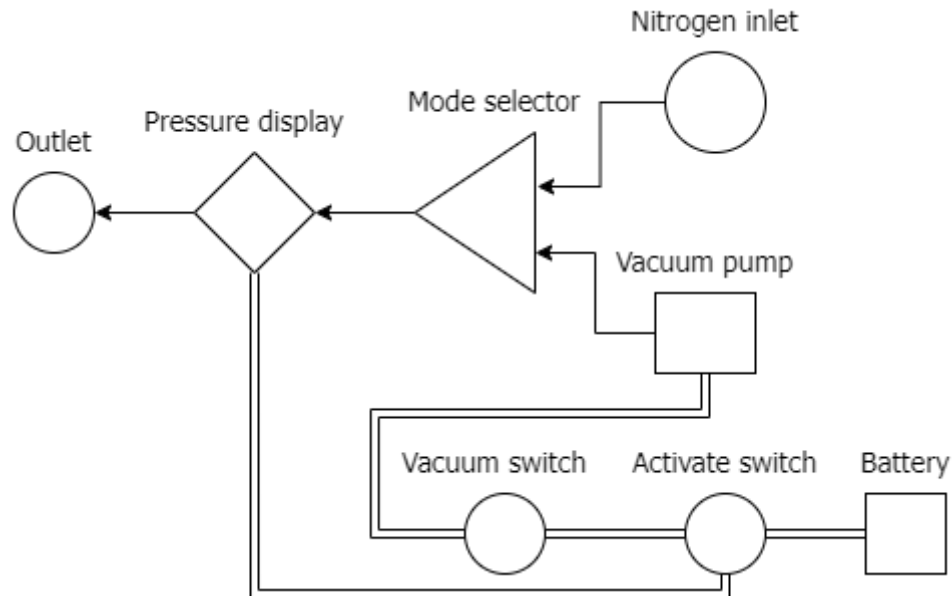 Nitrogen inlet
Mode selector
Pressure display
Outlet
Vacuum pump
Vacuum switch
Activate switch
Battery